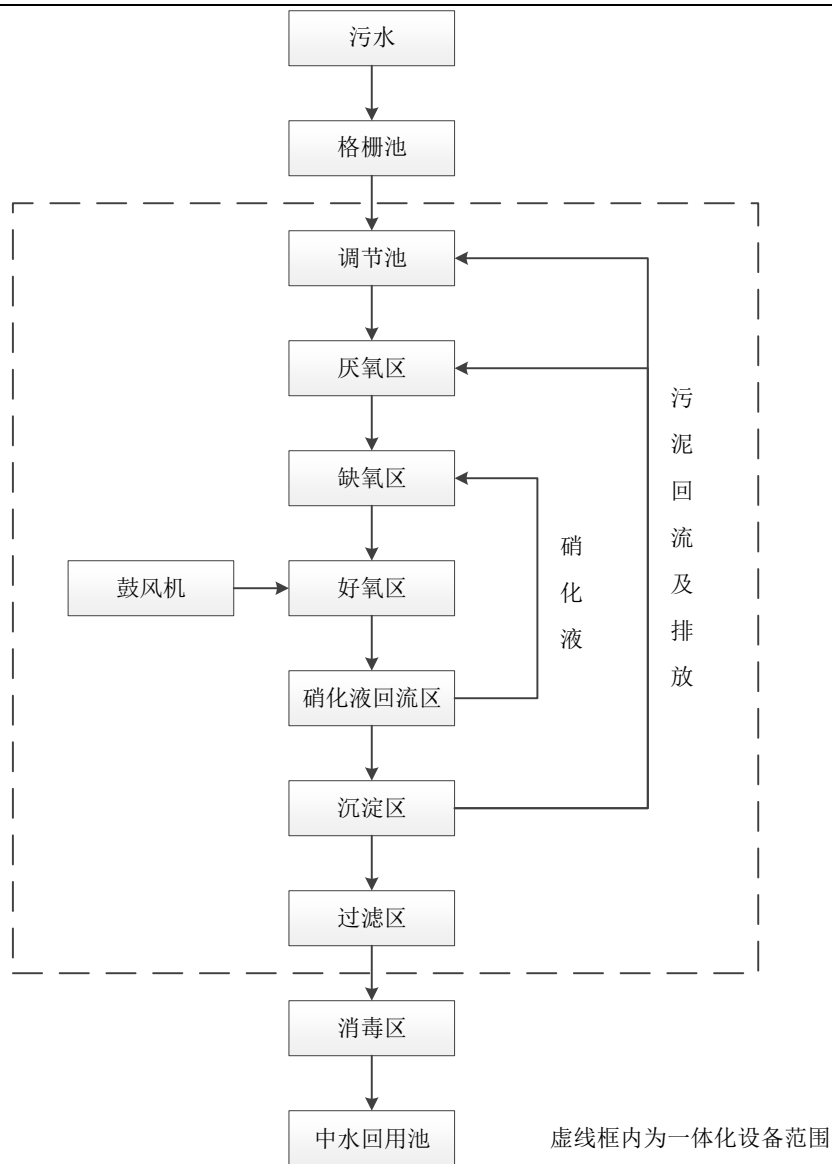 污水
格栅池
调节池
厌氧区
缺氧区
鼓风机
好氧区
硝化液回流区
沉淀区
过滤区
消毒区
中水回用池
硝化液
污泥回流及排放
虚线框内为一体化设备范围